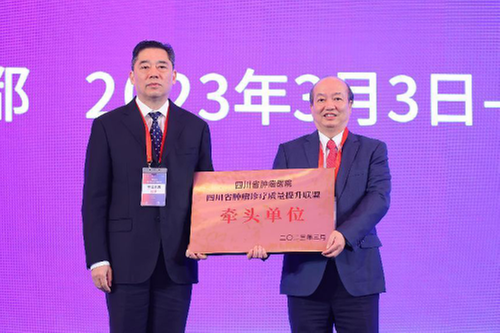 都 2023年3月3日-
四川省肿瘤医院
四川省肿瘤诊疗质量提升联盟
牵头单位
二〇二三年三月